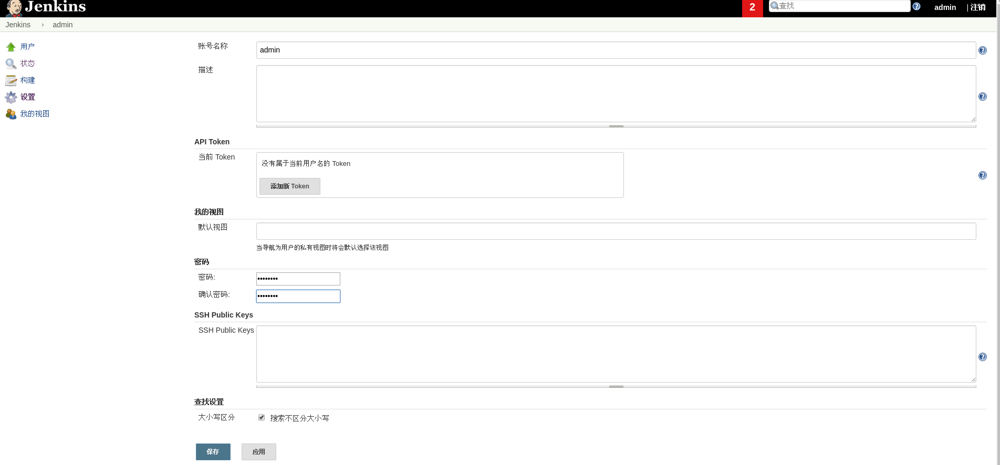 Jenkins
2
查找
admin
| 注销
Jenkins
admin
用户
状态
构建
设置
我的视图
账号名称
admin
描述
API Token
当前 Token
没有属于当前用户名的 Token
添加新 Token
我的视图
默认视图
当导航为用户的私有视图时将会默认选择该视图
密码
密码:
••••••••
确认密码:
••••••••
SSH Public Keys
SSH Public Keys
查找设置
大小写区分
搜索不区分大小写
保存
应用